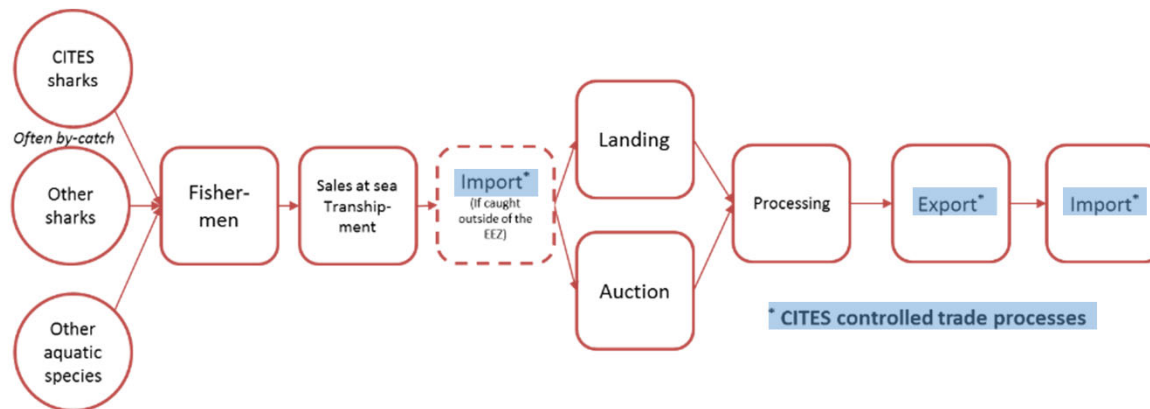 CITES
sharks
Often by-catch
Other
sharks
Other
aquatic
species
Fisher-
men
Sales at sea
Tranship-
ment
Import*
(If caught
outside of the
EEZ)
Landing
Auction
Processing
Export*
Import*
* CITES controlled trade processes